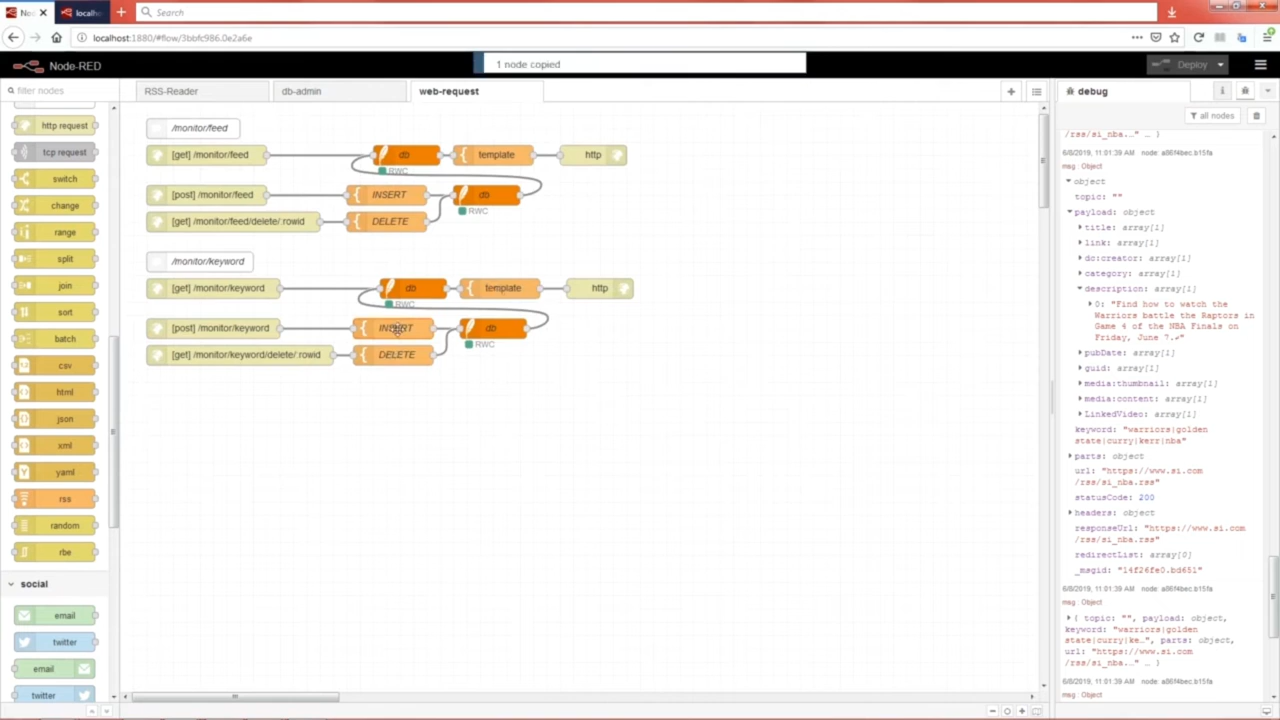 No
localh
Search
localhost:1880/#flow/3bbfc986.0e2a6e
Node-RED
1 node copied
Deploy
filter nodes
RSS-Reader
db-admin
web-request
debug
all nodes
http request
tcp request
switch
change
range
split
join
sort
batch
csv
html
json
xml
yaml
rss
random
rbe
social
email
twitter
email
twitter
/monitor/feed
[get] /monitor/feed
db
template
http
RWC
[post] /monitor/feed
INSERT
db
RWC
[get] /monitor/feed/delete/:rowid
DELETE
/monitor/keyword
[get] /monitor/keyword
db
template
http
RWC
[post] /monitor/keyword
INSERT
db
RWC
[get] /monitor/keyword/delete/:rowid
DELETE
/rss/si_nba…" … }
6/8/2019, 11:01:39 AM node: a86f4bec.b15fa
msg : Object
object
topic: ""
payload: object
title: array[1]
link: array[1]
dc:creator: array[1]
category: array[1]
description: array[1]
0: "Find how to watch the
Warriors battle the Raptors in
Game 4 of the NBA Finals on
Friday, June 7.↵"
pubDate: array[1]
guid: array[1]
media:thumbnail: array[1]
media:content: array[1]
LinkedVideo: array[1]
keyword: "warriors|golden
state|curry|kerr|nba"
parts: object
url: "https://www.si.com
/rss/si_nba.rss"
statusCode: 200
headers: object
responseUrl: "https://www.si.com
/rss/si_nba.rss"
redirectList: array[0]
_msgid: "14f26fe0.bd651"
6/8/2019, 11:01:39 AM node: a86f4bec.b15fa
msg : Object
{ topic: "", payload: object,
keyword: "warriors|golden
state|curry|ke…", parts: object,
url: "https://www.si.com
/rss/si_nba…" … }
6/8/2019, 11:01:39 AM node: a86f4bec.b15fa
msg : Object